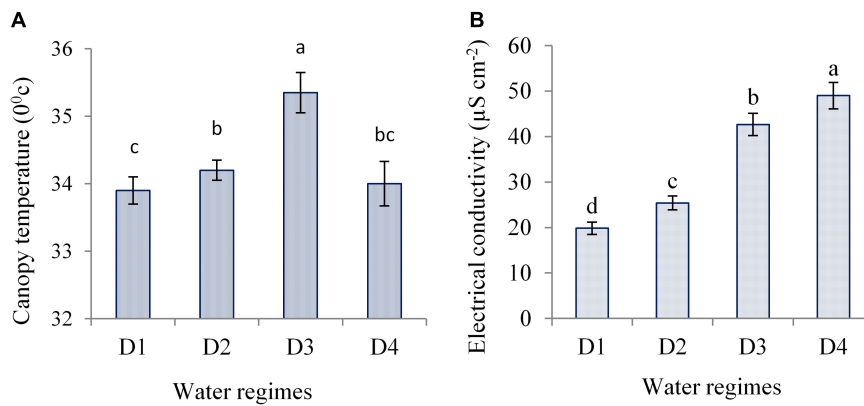 A
Canopy temperature (0⁰c)
36
35
34
33
32
c
b
a
bc
D1 D2 D3 D4
Water regimes
B
Electrical conductivity (µS cm⁻²)
60
50
40
30
20
10
0
d
c
b
a
D1 D2 D3 D4
Water regimes